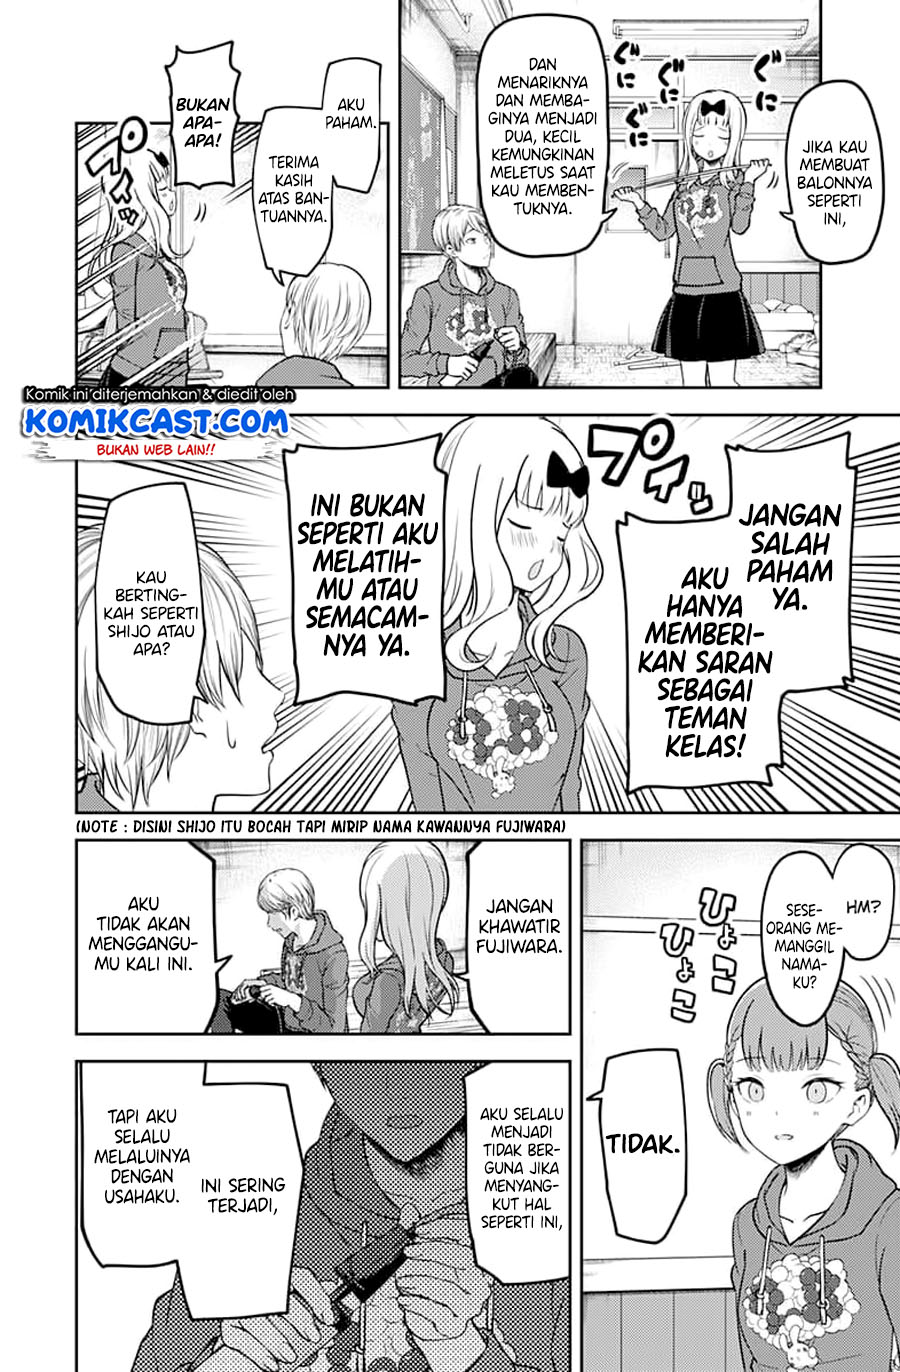 JIKA KAU
MEMBUAT
BALONNYA
SEPERTI
INI,
ぐに
ぐに
ぐに
DAN
MENARIKNYA
DAN MEMBA-
GINYA MENJADI
DUA, KECIL
KEMUNGKINAN
MELETUS SAAT
KAU MEMBEN-
TUKNYA.
AKU
PAHAM.
TERIMA
KASIH
ATAS BAN-
TUANNYA.
BUKAN
APA-
APA!
プイッ
Komik ini diterjemahkan & diedit oleh
KOMIKCAST.COM
BUKAN WEB LAIN!!
JANGAN
SALAH
PAHAM
YA.
AKU
HANYA
MEMBERI-
KAN SARAN
SEBAGAI
TEMAN
KELAS!
プイッ
INI BUKAN
SEPERTI AKU
MELATIH-
MU ATAU
SEMACAM-
NYA YA.
KAU
BERTING-
KAH SEPERTI
SHIJO ATAU
APA?
(NOTE : DISINI SHIJO ITU BOCAH TAPI MIRIP NAMA KAWANNYA FUJIWARA)
HM?
SESE-
ORANG ME-
MANGGIL
NAMA-
KU?
ひょこ
ひょこ
TIDAK.
JANGAN
KHAWATIR
FUJIWARA.
AKU
TIDAK AKAN
MENGGANGU-
MU KALI INI.
AKU SELALU
MENJADI
TIDAK BER-
GUNA JIKA
MENYANG-
KUT HAL
SEPERTI INI,
INI SERING
TERJADI,
TAPI AKU
SELALU
MELALUINYA
DENGAN
USAHAKU.